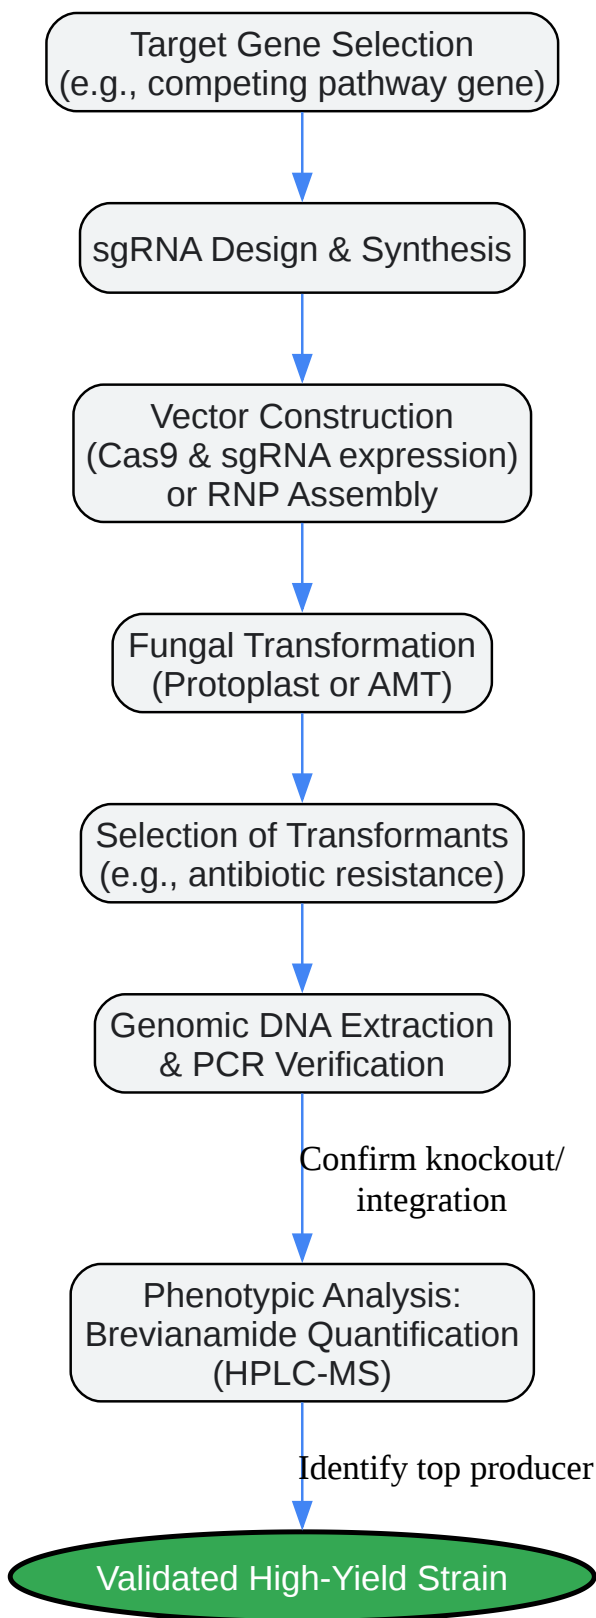 Target Gene Selection
(e.g., competing pathway gene)
sgRNA Design & Synthesis
Vector Construction
(Cas9 & sgRNA expression)
or RNP Assembly
Fungal Transformation
(Protoplast or AMT)
Selection of Transformants
(e.g., antibiotic resistance)
Genomic DNA Extraction
& PCR Verification
Confirm knockout/
integration
Phenotypic Analysis:
Brevianamide Quantification
(HPLC-MS)
Identify top producer
Validated High-Yield Strain